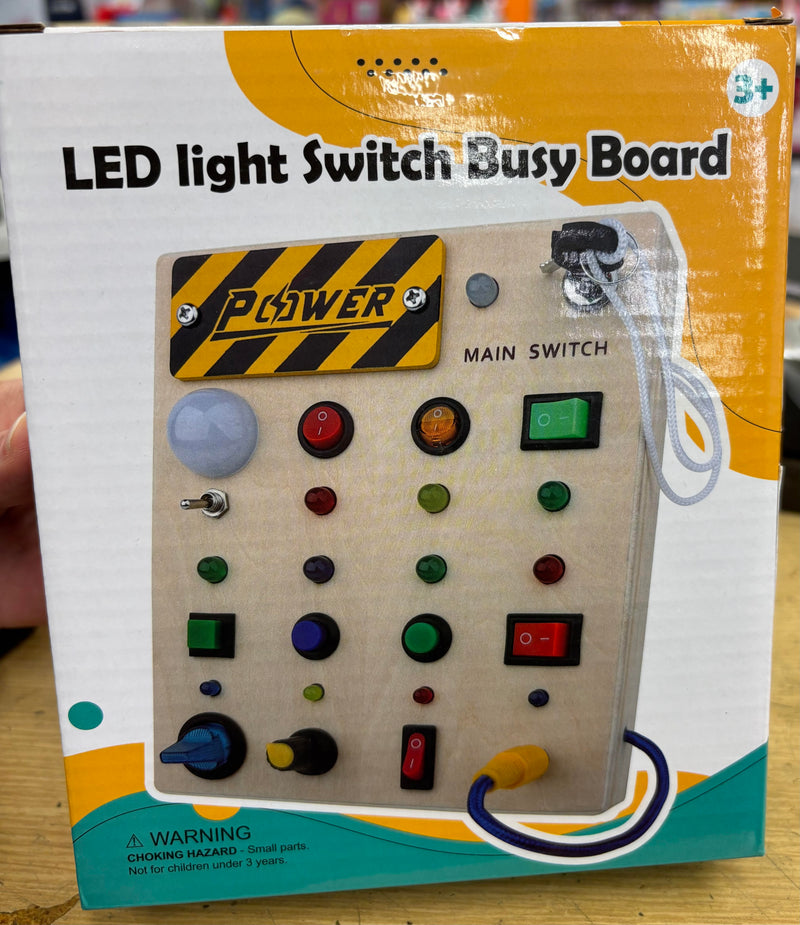 3+
LED light Switch Busy Board
POWER
MAIN SWITCH
WARNING
CHOKING HAZARD - Small parts.
Not for children under 3 years.